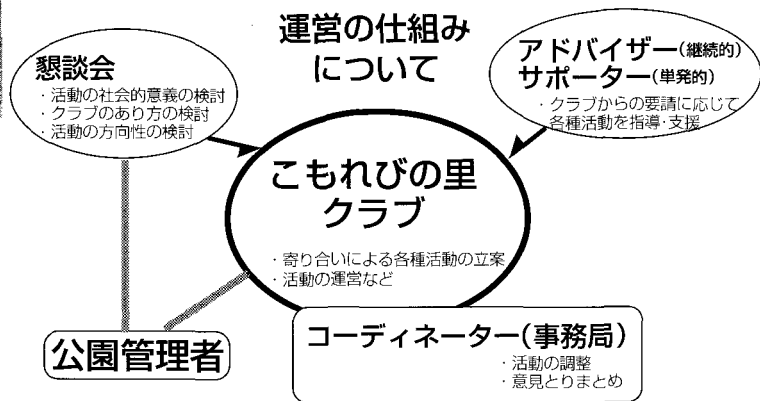 運営の仕組み
について
懇談会
・活動の社会的意義の検討
・クラブのあり方の検討
・活動の方向性の検討
アドバイザー(継続的)
サポーター(単発的)
・クラブからの要請に応じて
各種活動を指導・支援
こもれびの里
クラブ
・寄り合いによる各種活動の立案
・活動の運営など
公園管理者
コーディネーター(事務局)
・活動の調整
・意見とりまとめ